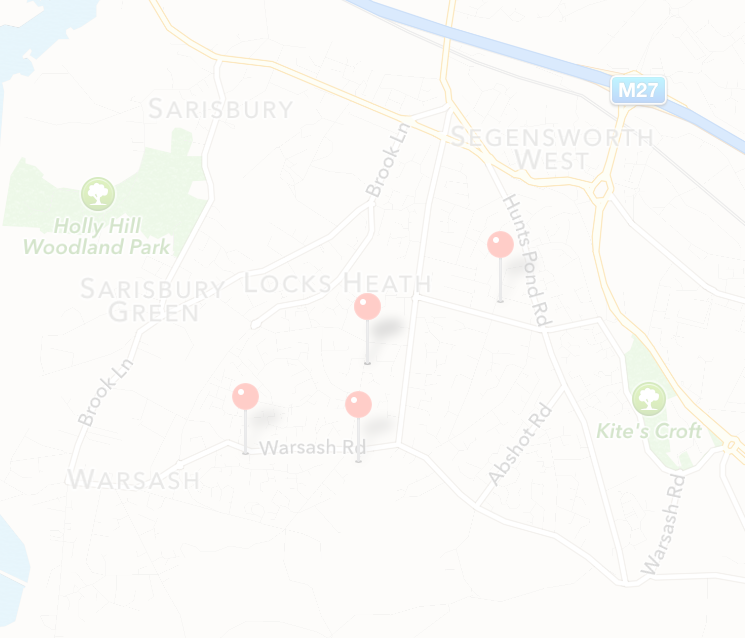 M27
SARISBURY
SEGENSWORTH
WEST
Brook Ln
Holly Hill
Woodland Park
Hunts Pond Rd
SARISBURY
GREEN
LOCKS HEATH
Brook Ln
Kite's Croft
Abshot Rd
Warsash Rd
WARSASH
Warsash Rd